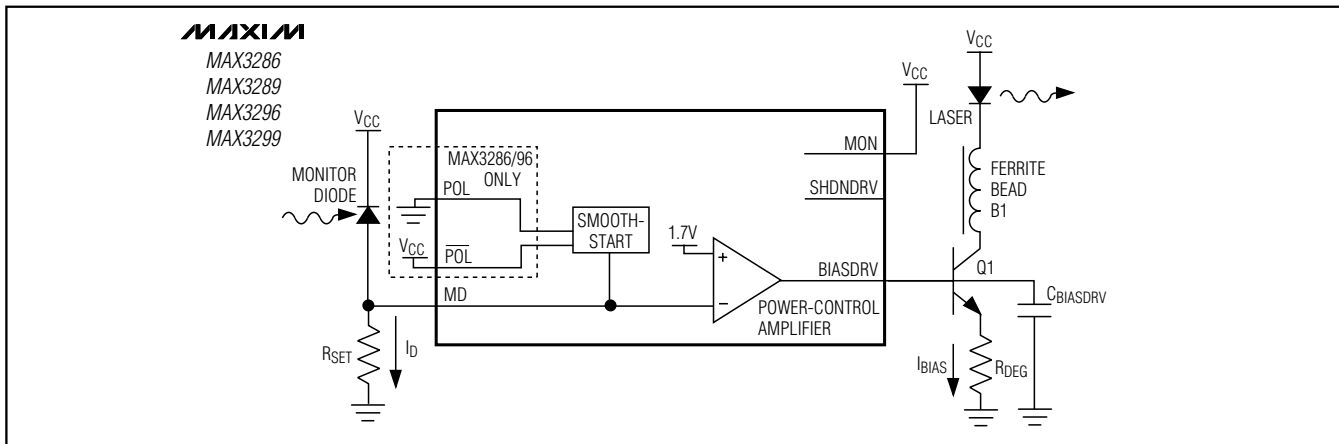 MAXIM
MAX3286
MAX3289
MAX3296
MAX3299
VCC
MONITOR
DIODE
MAX3286/96
ONLY
POL
VCC
POL
MD
RSET
ID
SMOOTH-
START
1.7V
+
−
POWER-CONTROL
AMPLIFIER
MON
SHDNDRV
BIASDRV
VCC
VCC
LASER
FERRITE
BEAD
B1
Q1
CBIASDRV
IBIAS
RDEG